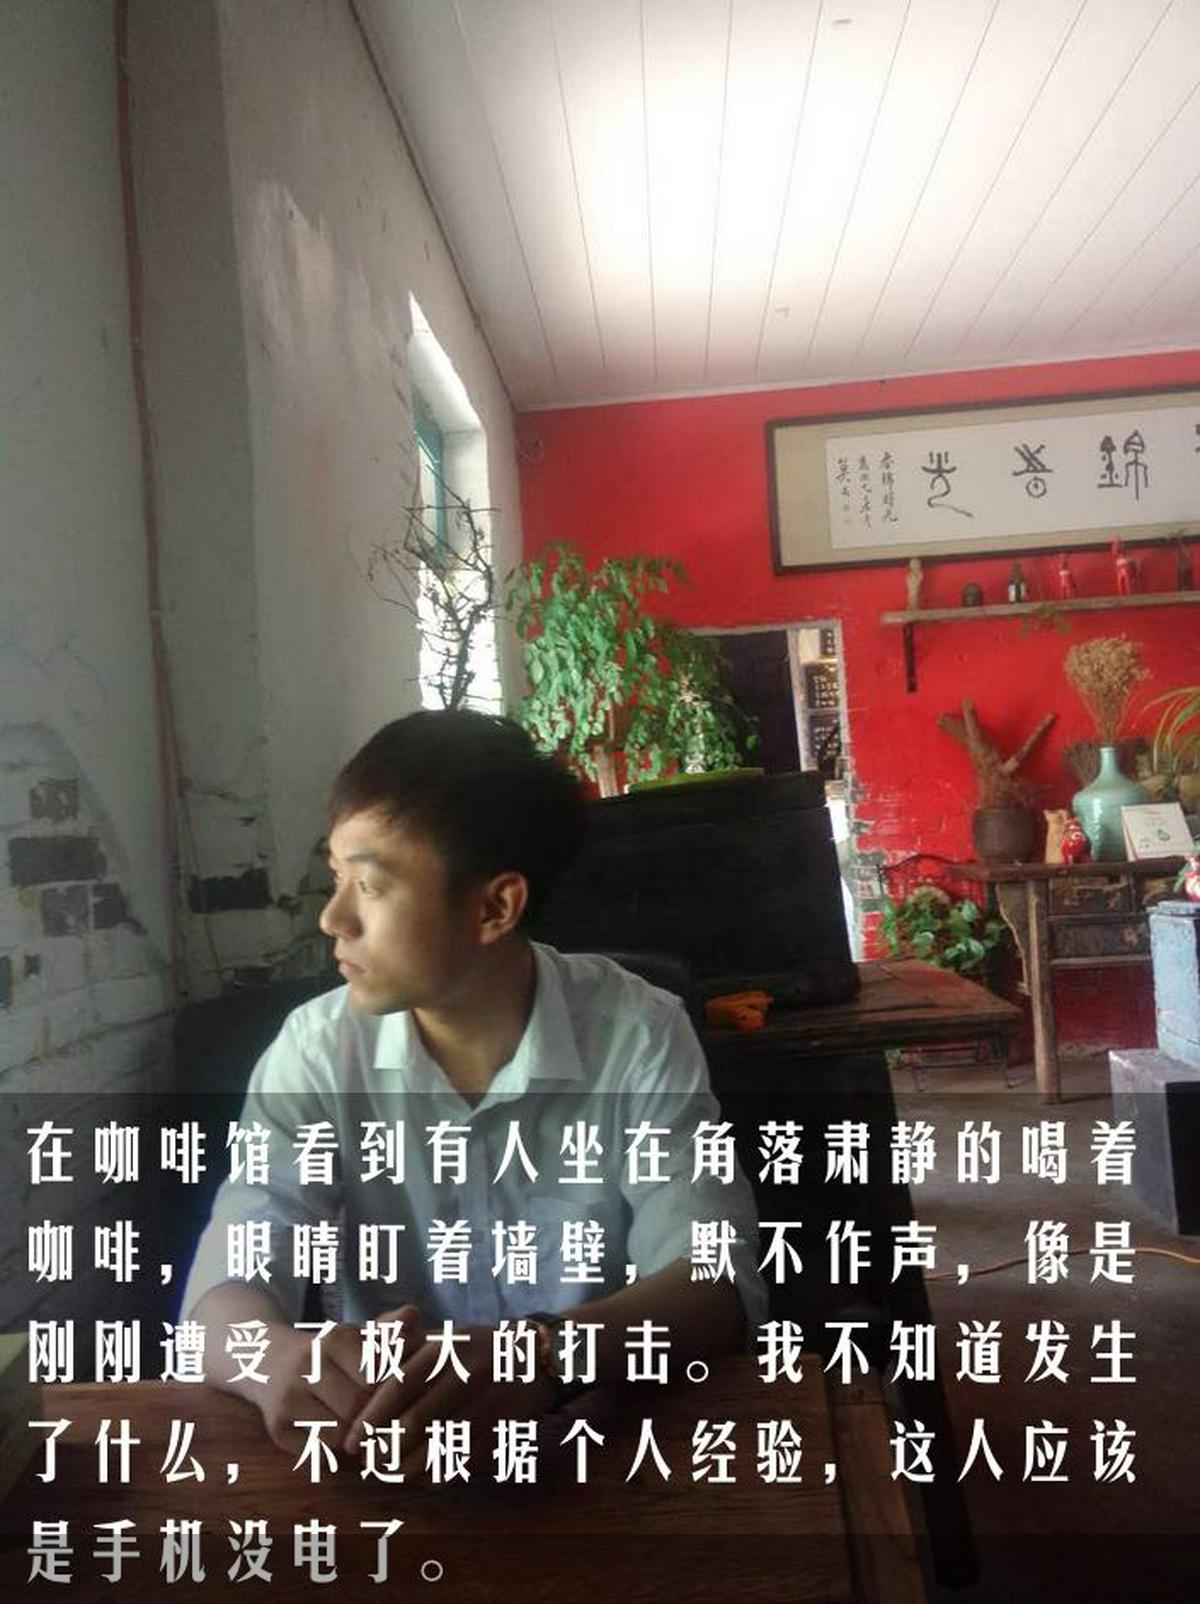 在咖啡馆看到有人坐在角落肃静的喝着
咖啡，眼睛盯着墙壁，默不作声，像是
刚刚遭受了极大的打击。我不知道发生
了什么，不过根据个人经验，这人应该
是手机没电了。